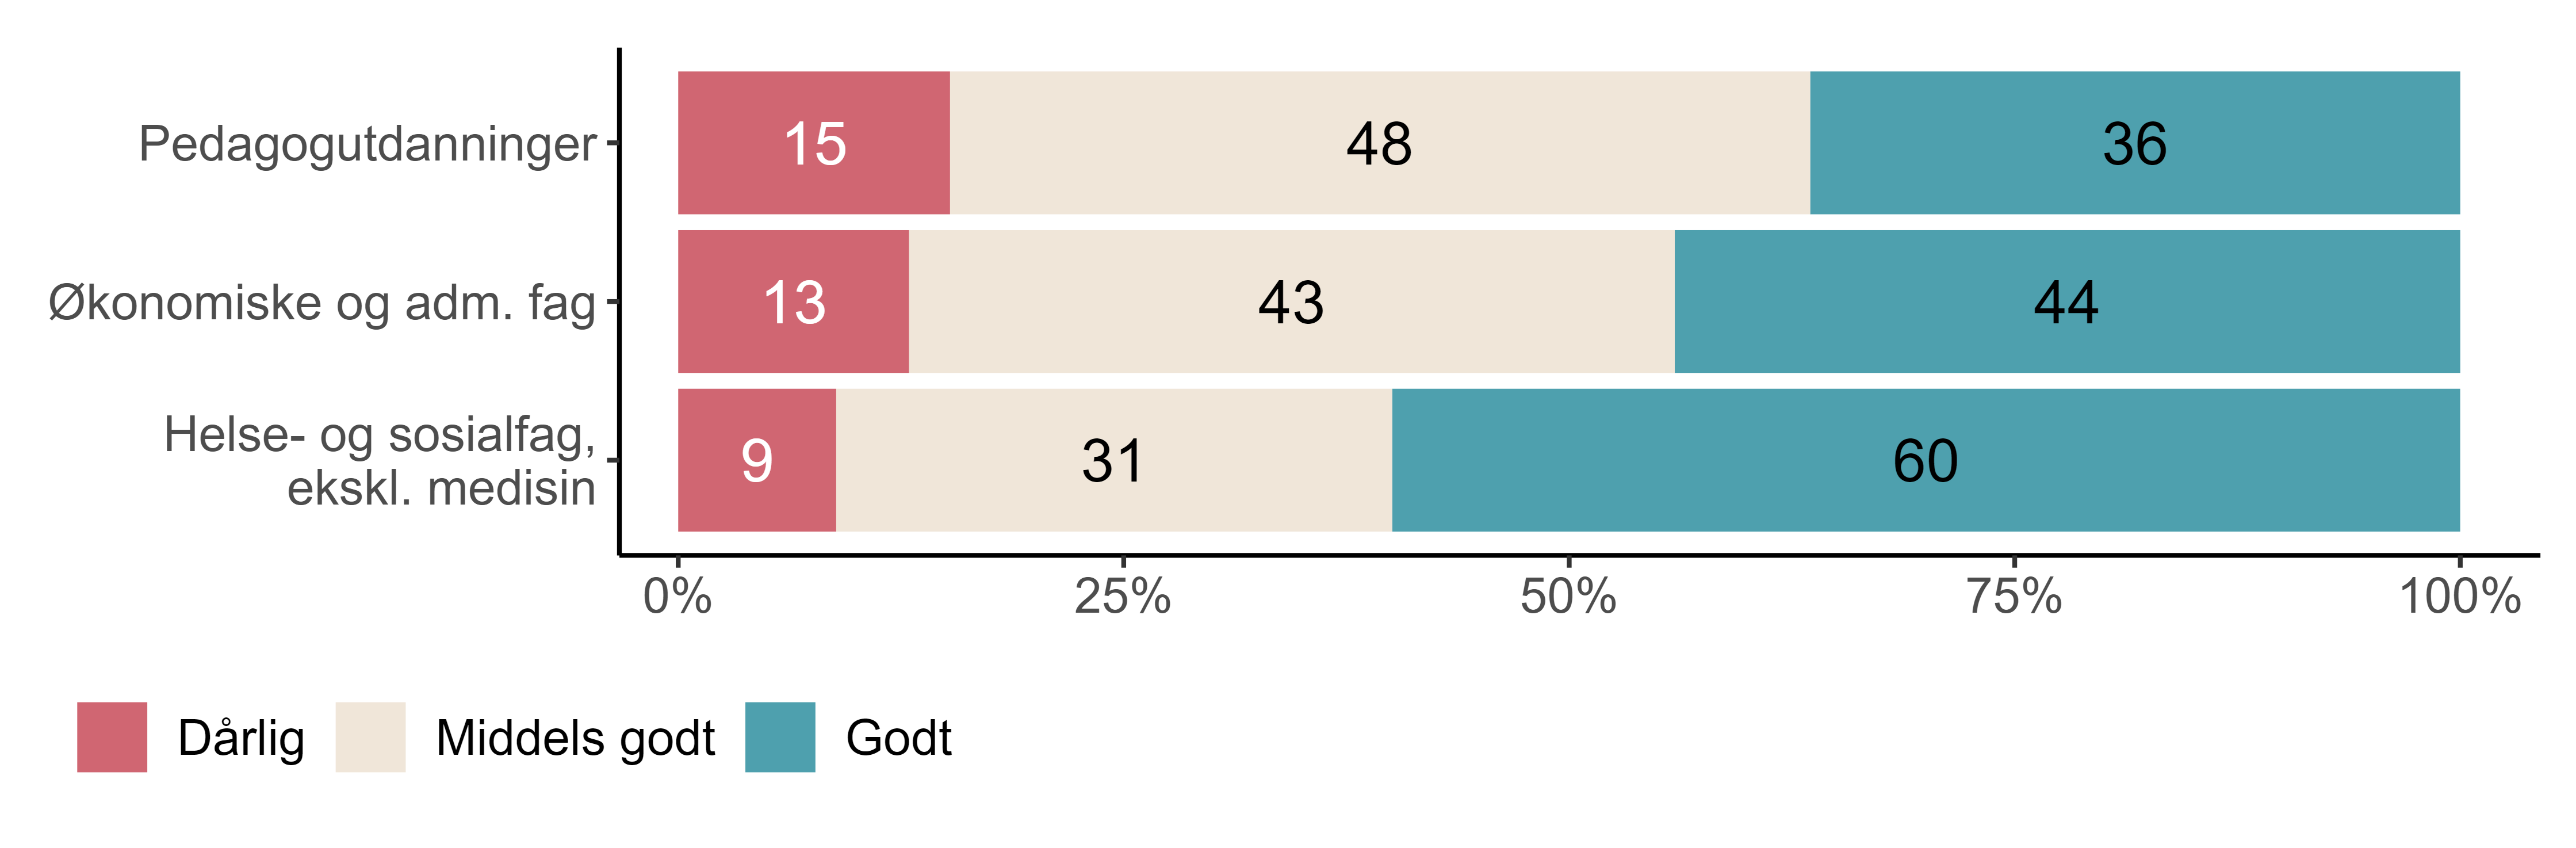 Pedagogutdanninger
15 48 36
Økonomiske og adm. fag
13 43 44
Helse- og sosialfag,
ekskl. medisin
9 31 60
0% 25% 50% 75% 100%
Dårlig Middels godt Godt